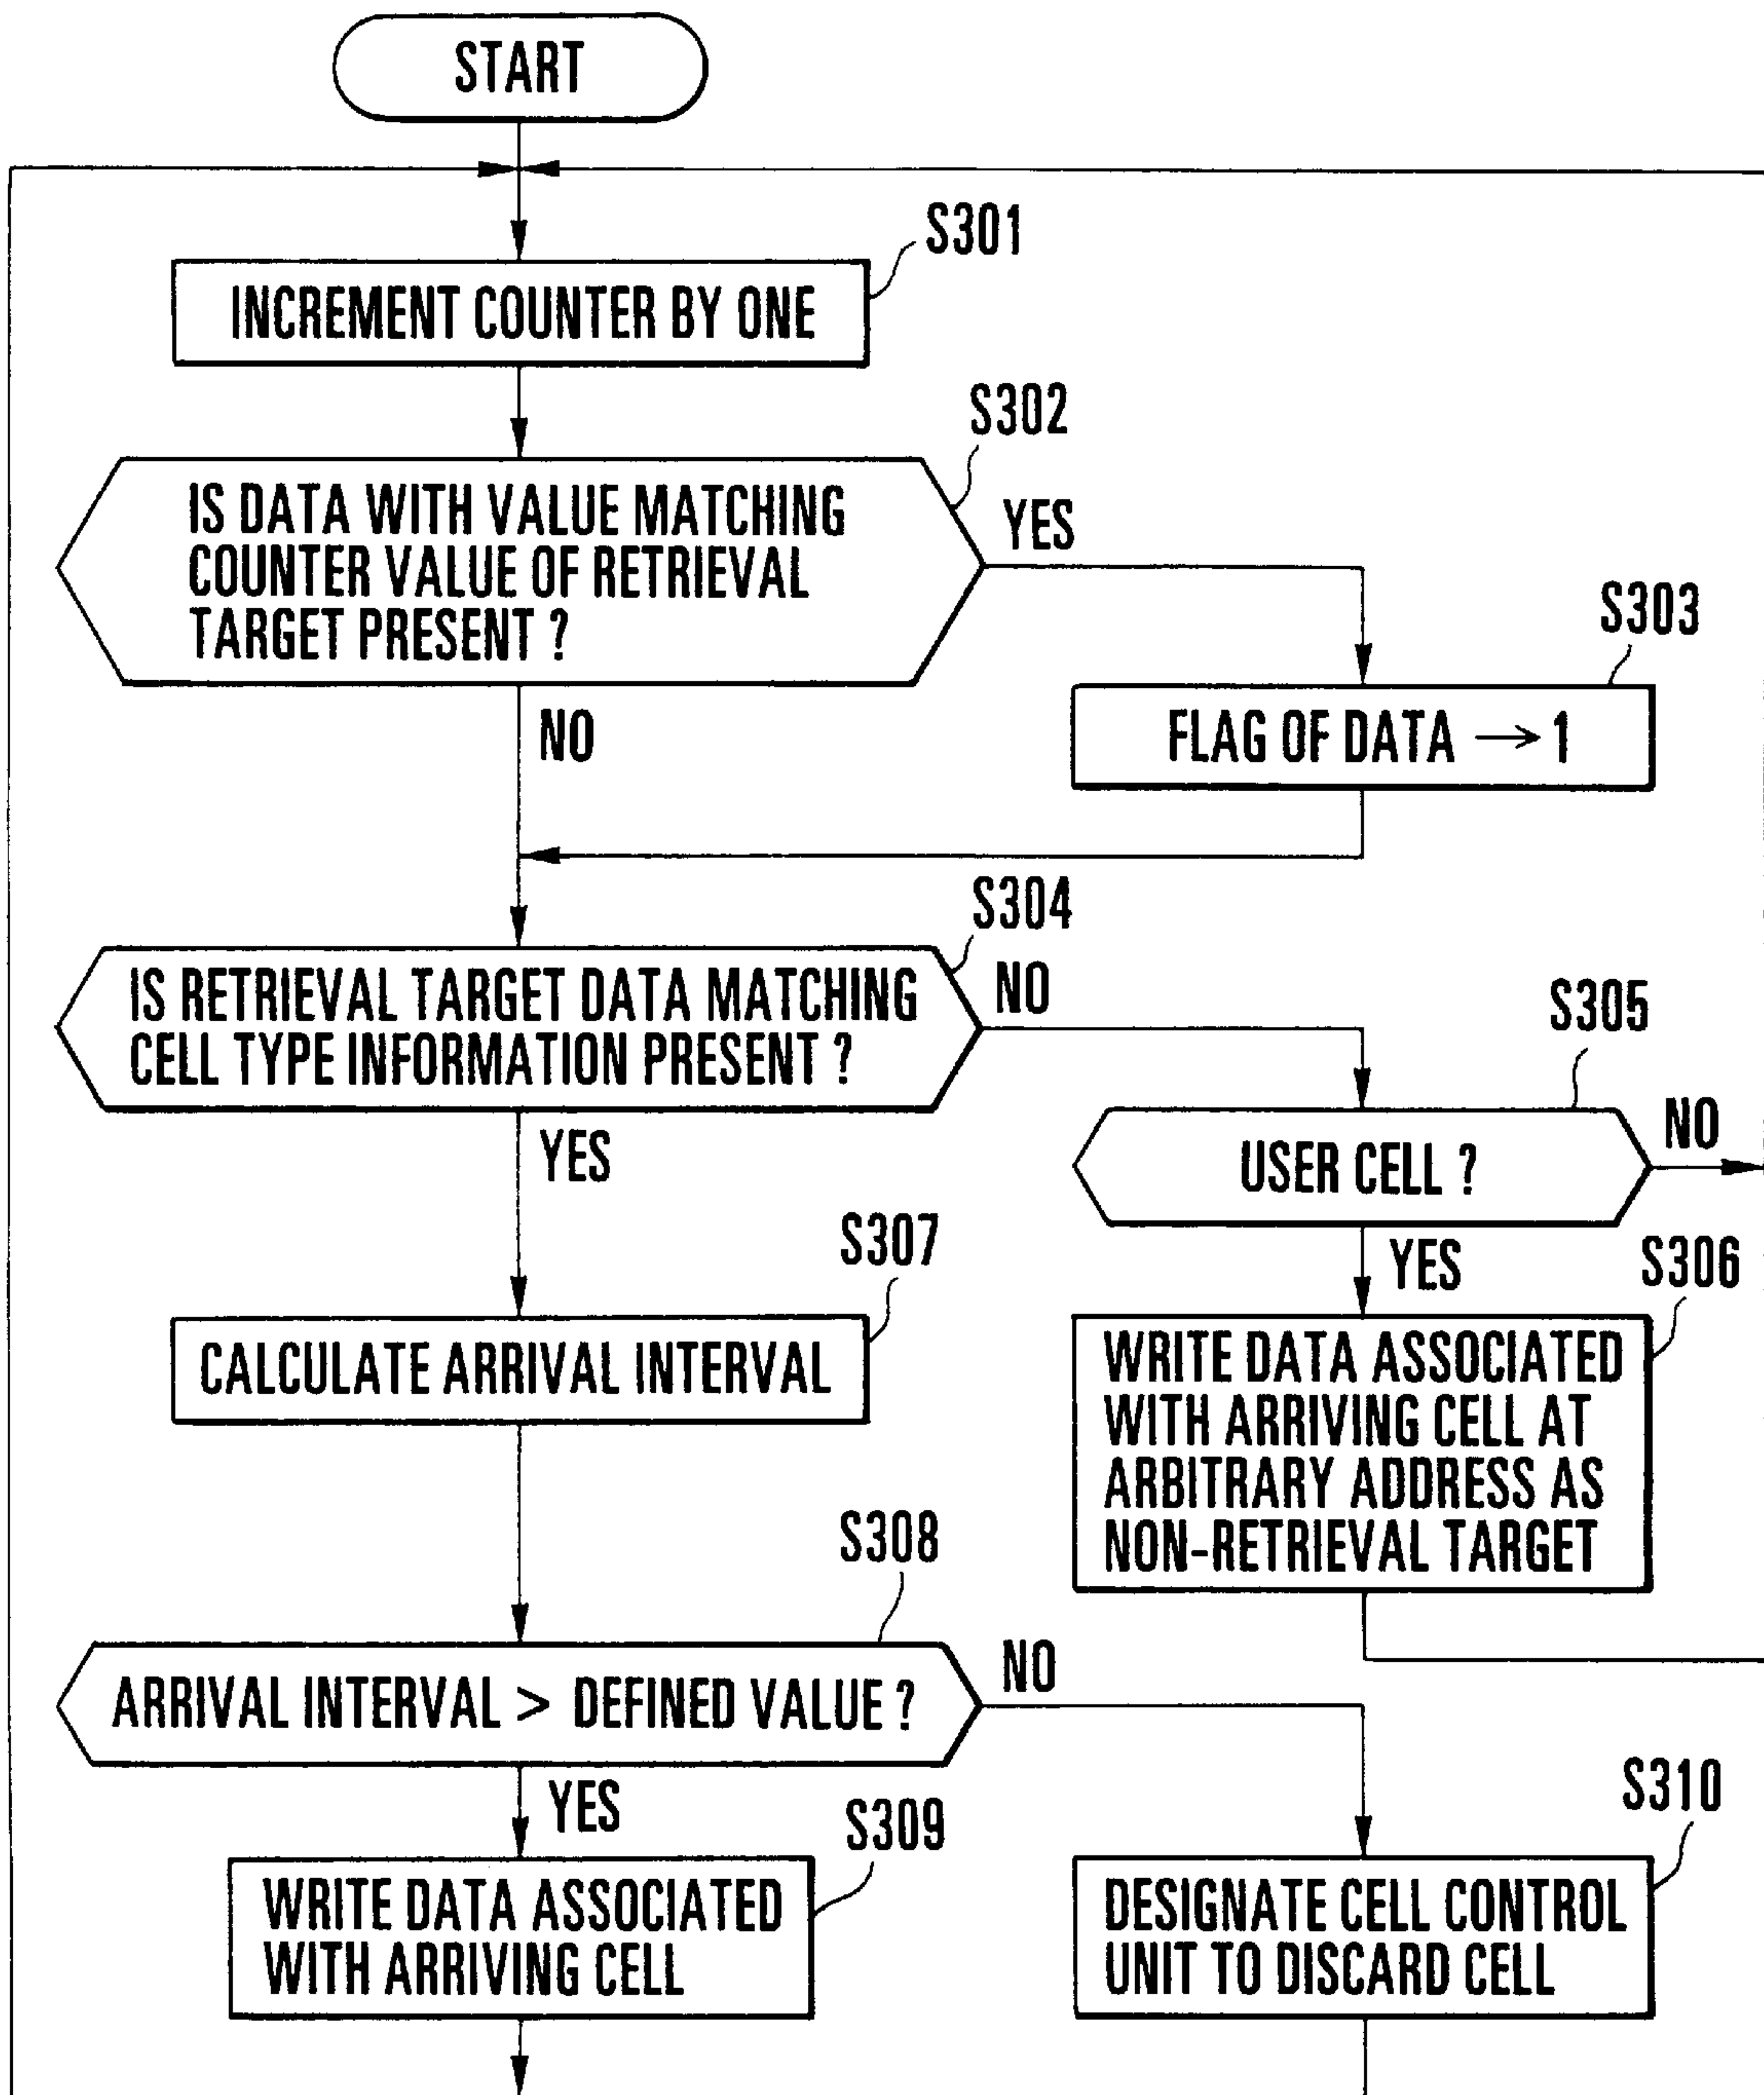 START
S301
INCREMENT COUNTER BY ONE
S302
IS DATA WITH VALUE MATCHING
COUNTER VALUE OF RETRIEVAL
TARGET PRESENT ?
YES
NO
S303
FLAG OF DATA → 1
S304
IS RETRIEVAL TARGET DATA MATCHING
CELL TYPE INFORMATION PRESENT ?
NO
YES
S305
USER CELL ?
NO
YES
S306
WRITE DATA ASSOCIATED
WITH ARRIVING CELL AT
ARBITRARY ADDRESS AS
NON-RETRIEVAL TARGET
S307
CALCULATE ARRIVAL INTERVAL
S308
ARRIVAL INTERVAL > DEFINED VALUE ?
NO
YES
S309
WRITE DATA ASSOCIATED
WITH ARRIVING CELL
S310
DESIGNATE CELL CONTROL
UNIT TO DISCARD CELL